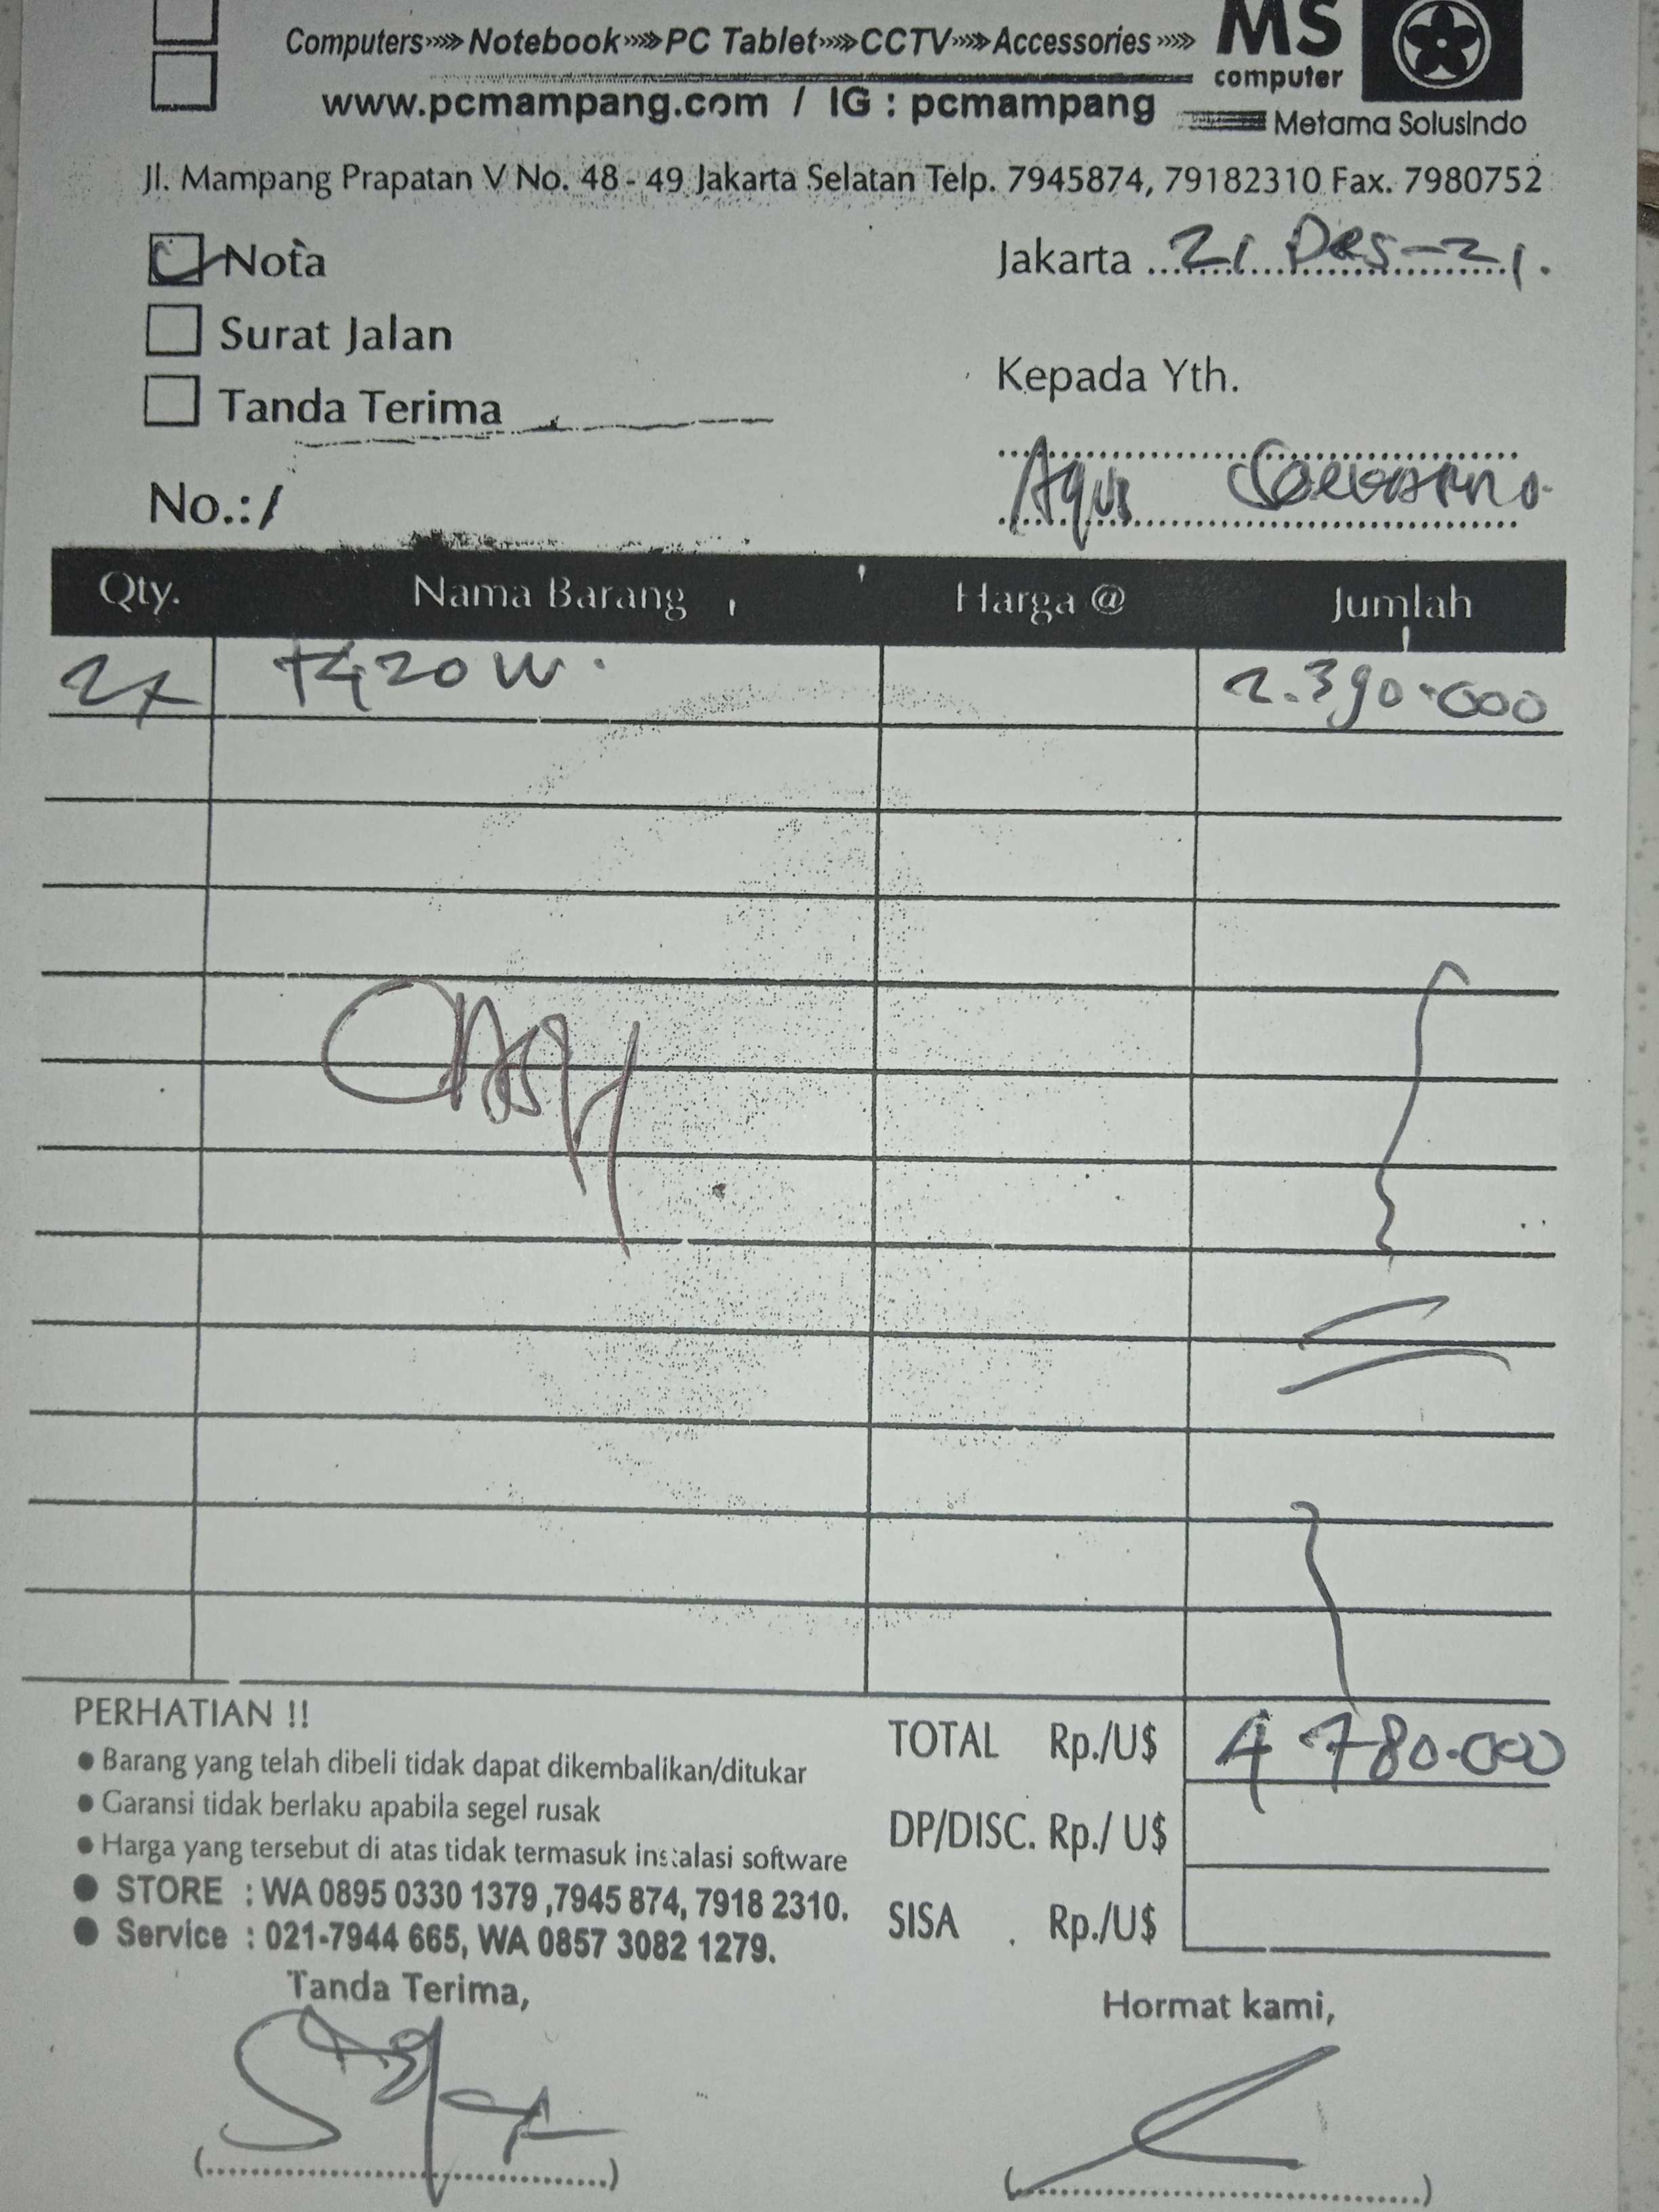 Computers»»» Notebook»»» PC Tablet»»» CCTV»»» Accessories »»»
MS
computer
www.pcmampang.com / IG : pcmampang
Metama Solusindo
Jl. Mampang Prapatan V No. 48 - 49 Jakarta Selatan Telp. 7945874, 79182310 Fax. 7980752
Nota
Jakarta 21 Des-21.
Surat Jalan
Kepada Yth.
Tanda Terima
No.:/
Agus Soewarno
Qty. Nama Barang Harga @ Jumlah
2x T420W. 2.390.000
CASH
PERHATIAN !!
TOTAL Rp./U$ 4 780.000
● Barang yang telah dibeli tidak dapat dikembalikan/ditukar
● Garansi tidak berlaku apabila segel rusak
DP/DISC. Rp./ U$
● Harga yang tersebut di atas tidak termasuk instalasi software
● STORE : WA 0895 0330 1379 ,7945 874, 7918 2310.
SISA Rp./U$
● Service : 021-7944 665, WA 0857 3082 1279.
Tanda Terima,
Hormat kami,